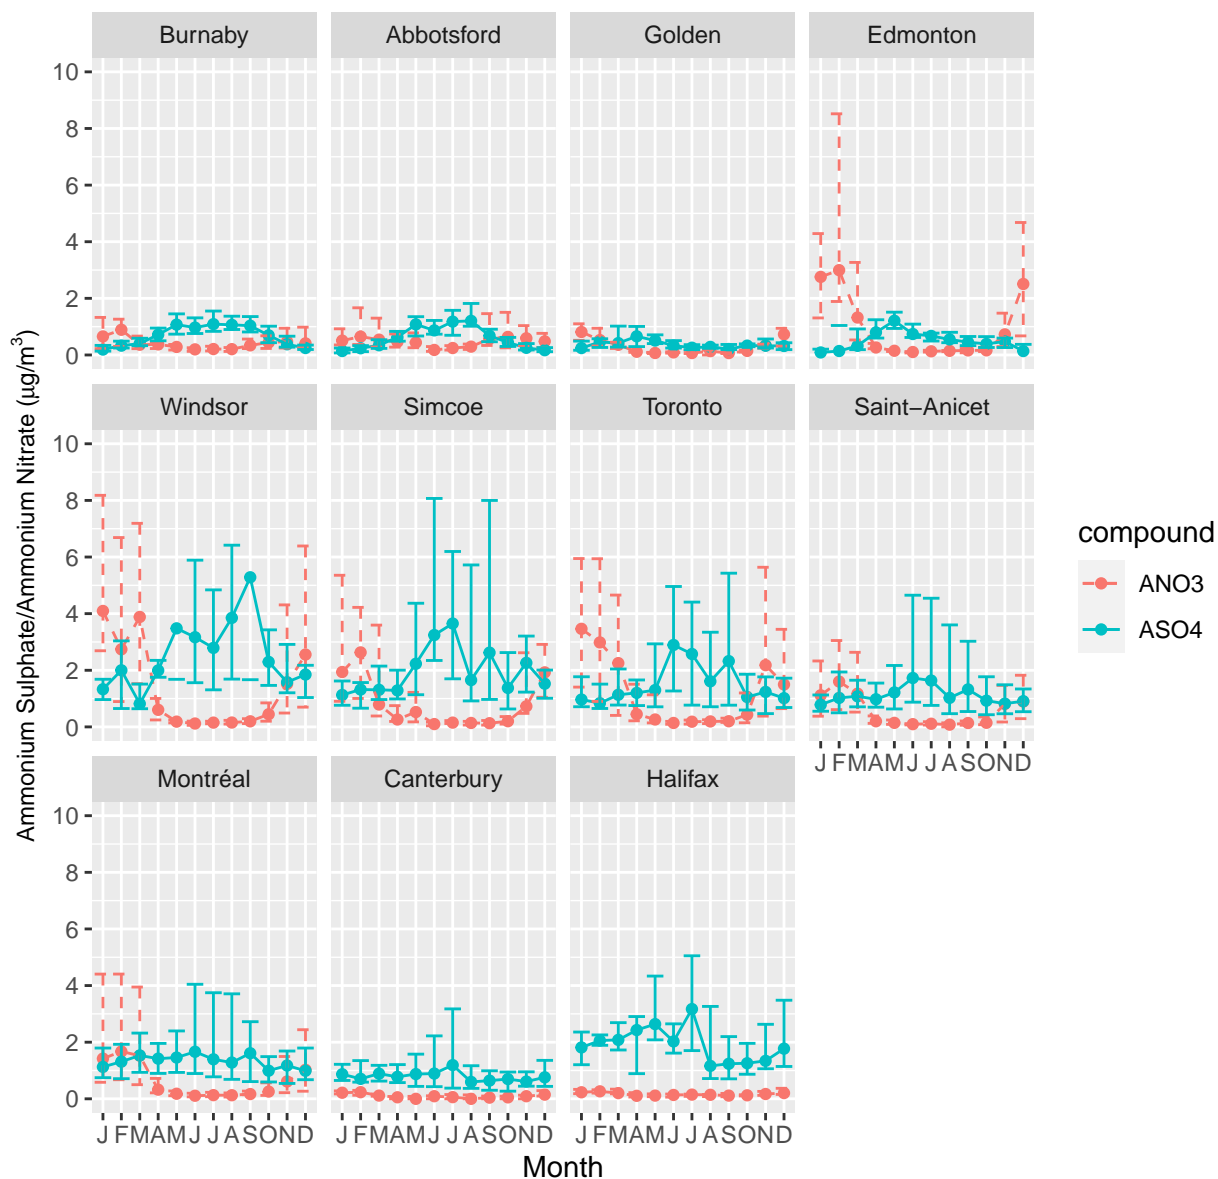 Burnaby Abbotsford Golden Edmonton
10
8
6
4
2
0
Windsor Simcoe Toronto Saint−Anicet
10
8
6
4
2
0
J F M A M J J A S O N D
Montréal Canterbury Halifax
10
8
6
4
2
0
J F M A M J J A S O N D J F M A M J J A S O N D J F M A M J J A S O N D
Month
Ammonium Sulphate/Ammonium Nitrate (µg/m³)
compound
ANO3
ASO4